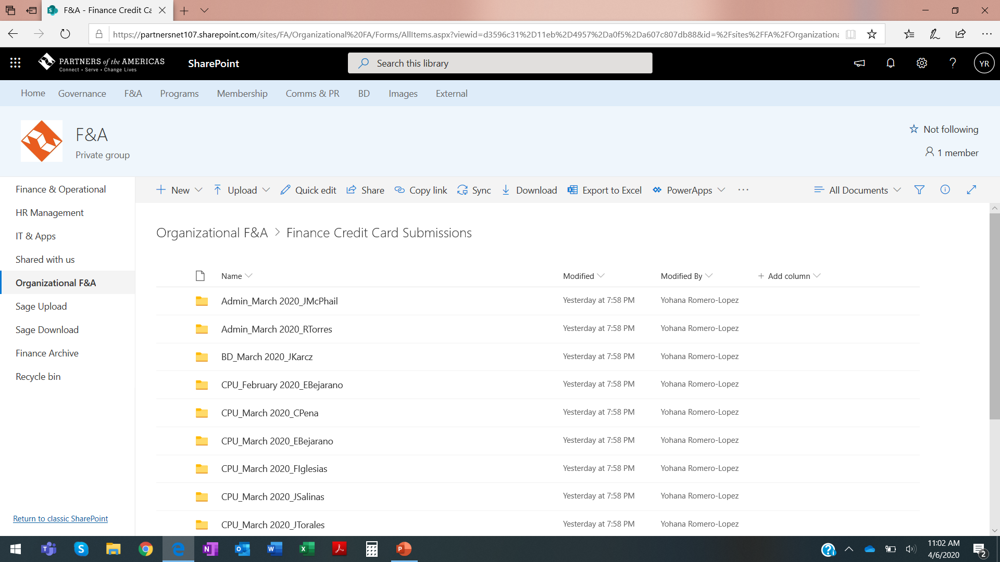 F&A - Finance Credit Ca
https://partnersnet107.sharepoint.com/sites/FA/Organizational%20FA/Forms/AllItems.aspx?viewid=d3596c31%2D11eb%2D4957%2Da0f5%2Da607c807db88&id=%2Fsites%2FFA%2FOrganizationa
PARTNERS of the AMERICAS
Connect • Serve • Change Lives
SharePoint
Search this library
?
YR
Home Governance F&A Programs Membership Comms & PR BD Images External
F&A
Private group
Not following
1 member
Finance & Operational
HR Management
IT & Apps
Shared with us
Organizational F&A
Sage Upload
Sage Download
Finance Archive
Recycle bin
Return to classic SharePoint
New Upload Quick edit Share Copy link Sync Download Export to Excel PowerApps ··· All Documents
Organizational F&A > Finance Credit Card Submissions
Name Modified Modified By + Add column
Admin_March 2020_JMcPhail Yesterday at 7:58 PM Yohana Romero-Lopez
Admin_March 2020_RTorres Yesterday at 7:58 PM Yohana Romero-Lopez
BD_March 2020_JKarcz Yesterday at 7:58 PM Yohana Romero-Lopez
CPU_February 2020_EBejarano Yesterday at 7:58 PM Yohana Romero-Lopez
CPU_March 2020_CPena Yesterday at 7:58 PM Yohana Romero-Lopez
CPU_March 2020_EBejarano Yesterday at 7:58 PM Yohana Romero-Lopez
CPU_March 2020_FIglesias Yesterday at 7:58 PM Yohana Romero-Lopez
CPU_March 2020_JSalinas Yesterday at 7:58 PM Yohana Romero-Lopez
CPU_March 2020_JTorales Yesterday at 7:58 PM Yohana Romero-Lopez
11:02 AM
4/6/2020
2